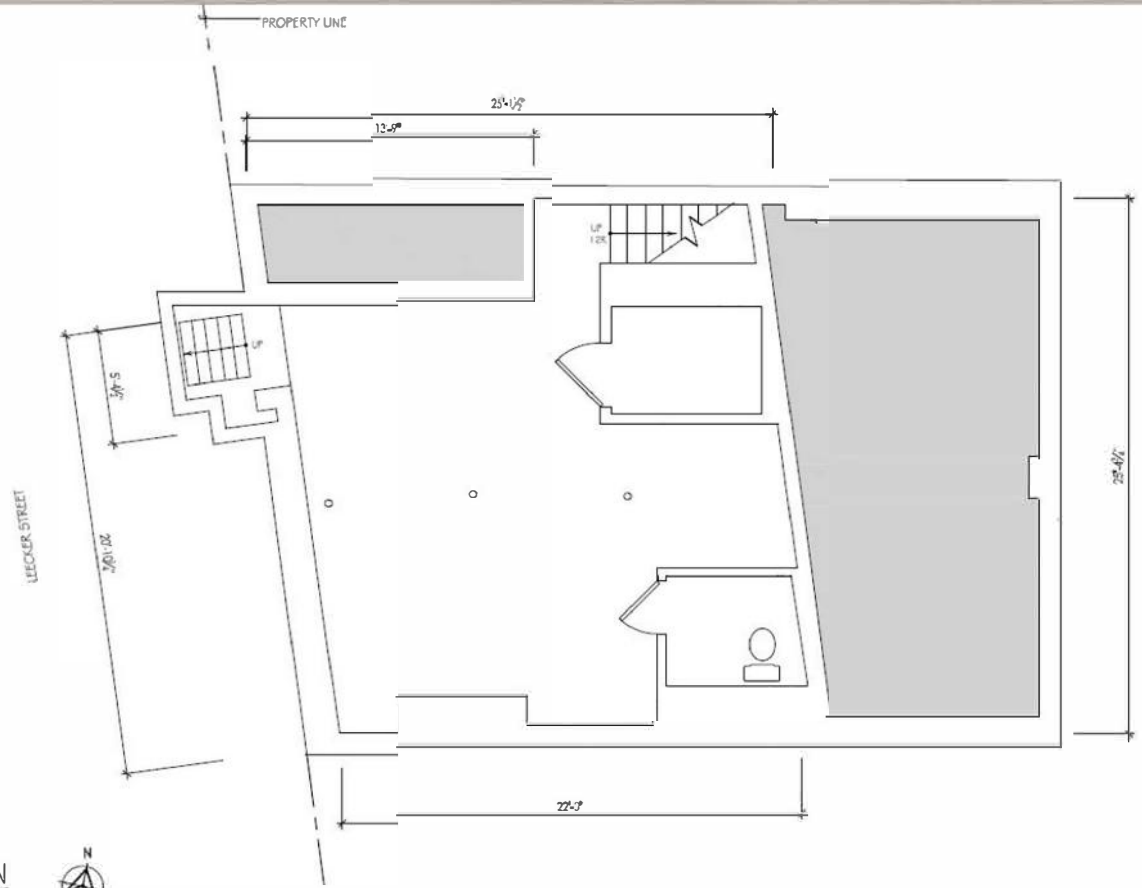 PROPERTY LINE
25'-1½"
13'-9"
UP
12R
UP
5'-4½"
LEECKER STREET
20'-10½"
25'-4½"
22'-3"
N
N